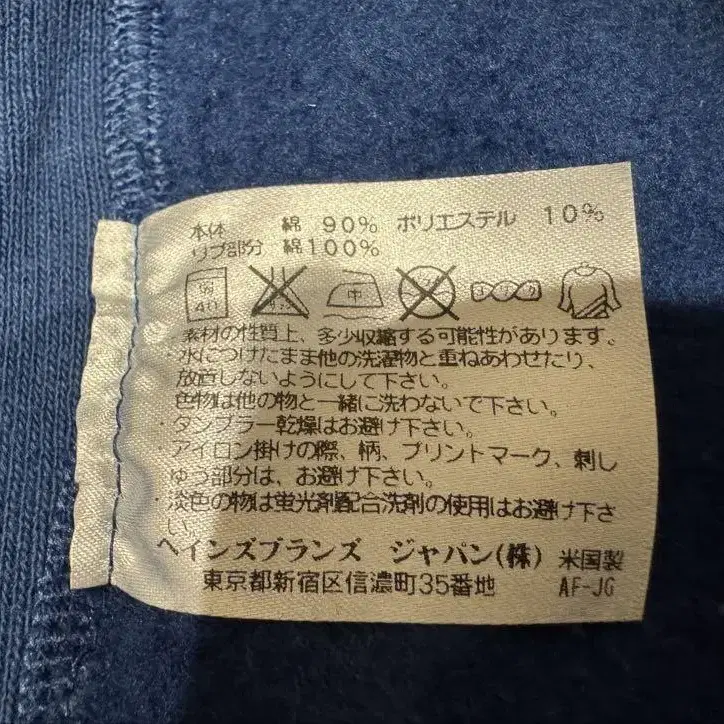 本体 綿 90% ポリエステル 10%
リブ部分 綿100%
弱 40 中
・素材の性質上、多少収縮する可能性があります。
・水につけたまま他の洗濯物と重ねあわせたり、
放置しないようにして下さい。
色物は他の物と一緒に洗わないで下さい。
・タンブラー乾燥はお避け下さい。
・アイロン掛けの際、柄、プリントマーク、刺し
ゅう部分は、お避け下さい。
・淡色の物は蛍光剤配合洗剤の使用はお避け下さ
い。
ヘインズブランズ ジャパン(株) 米国製
東京都新宿区信濃町35番地 AF-JG